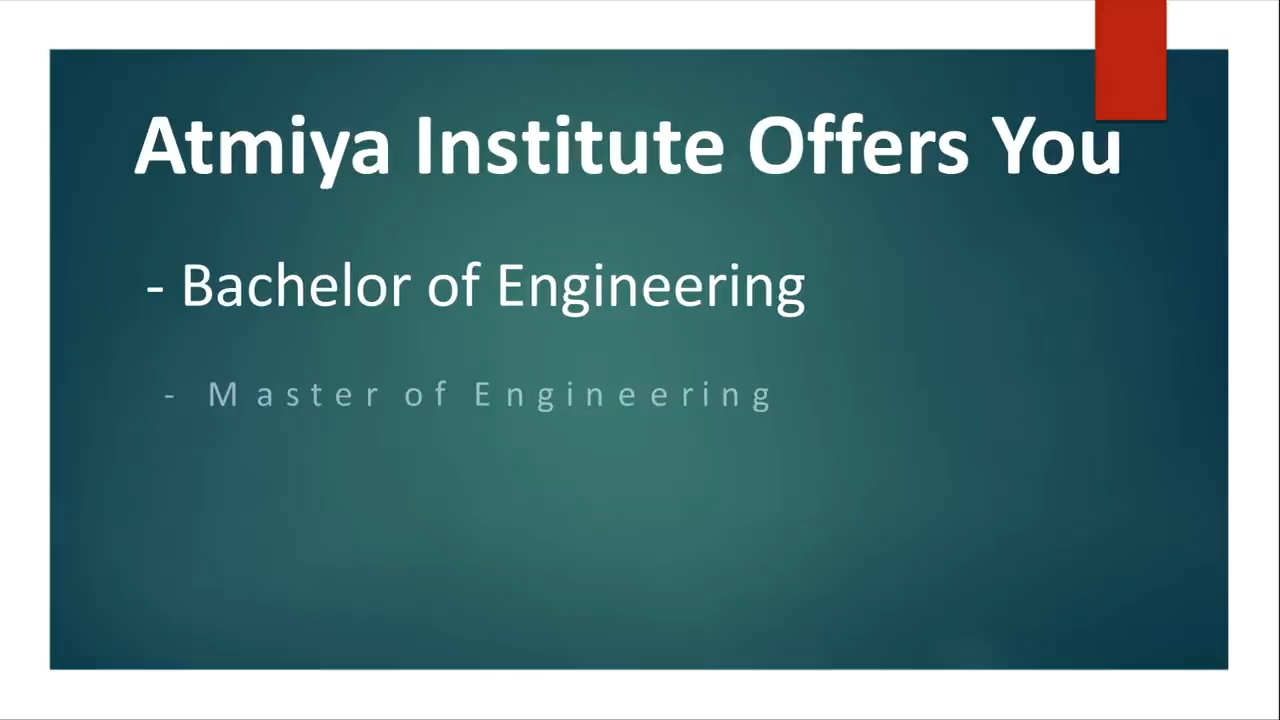 Atmiya Institute Offers You
- Bachelor of Engineering
- Master of Engineering